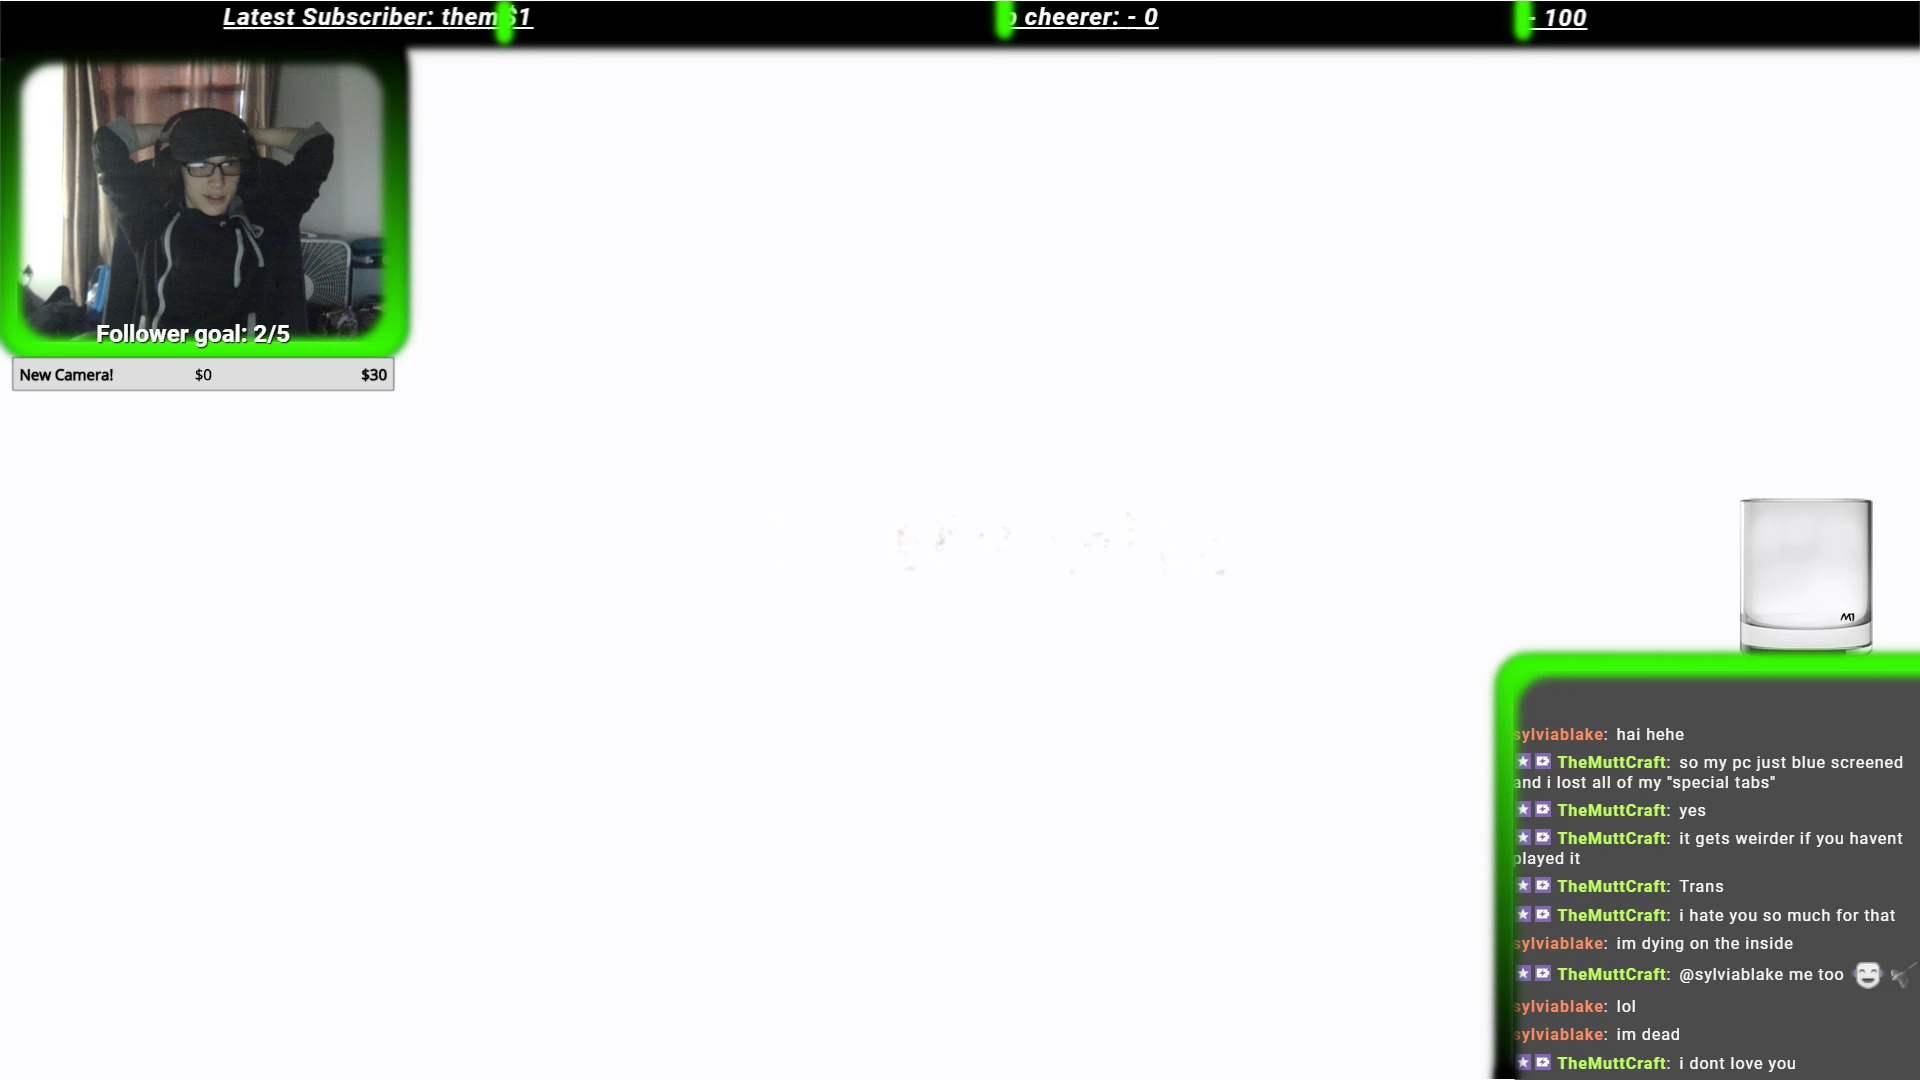 Latest Subscriber: them $1
cheerer: - 0
- 100
Follower goal: 2/5
New Camera! $0 $30
sylviablake: hai hehe
TheMuttCraft: so my pc just blue screened
and i lost all of my "special tabs"
TheMuttCraft: yes
TheMuttCraft: it gets weirder if you havent
played it
TheMuttCraft: Trans
TheMuttCraft: i hate you so much for that
sylviablake: im dying on the inside
TheMuttCraft: @sylviablake me too
sylviablake: lol
sylviablake: im dead
TheMuttCraft: i dont love you